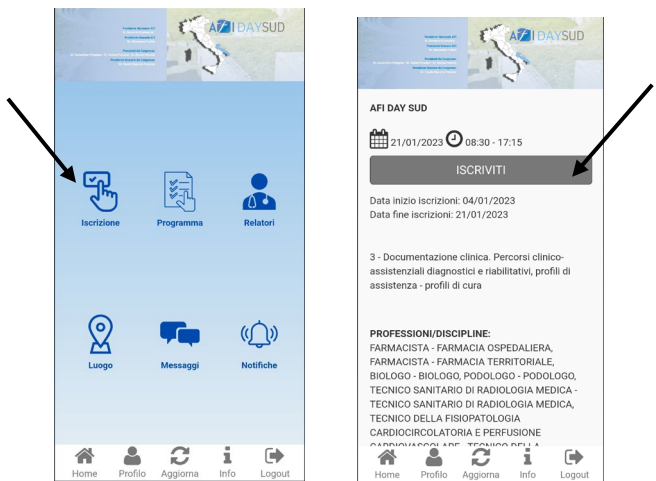 AFI DAYSUD
Iscrizione
Programma
Relatori
Luogo
Messaggi
Notifiche
Home
Profilo
Aggiorna
Info
Logout
AFI DAYSUD
AFI DAY SUD
21/01/2023 08:30 - 17:15
ISCRIVITI
Data inizio iscrizioni: 04/01/2023
Data fine iscrizioni: 21/01/2023
3 - Documentazione clinica. Percorsi clinico-
assistenziali diagnostici e riabilitativi, profili di
assistenza - profili di cura
PROFESSIONI/DISCIPLINE:
FARMACISTA - FARMACIA OSPEDALIERA,
FARMACISTA - FARMACIA TERRITORIALE,
BIOLOGO - BIOLOGO, PODOLOGO - PODOLOGO,
TECNICO SANITARIO DI RADIOLOGIA MEDICA -
TECNICO SANITARIO DI RADIOLOGIA MEDICA,
TECNICO DELLA FISIOPATOLOGIA
CARDIOCIRCOLATORIA E PERFUSIONE
CARDIOVASCOLARE - TECNICO DELLA
Home
Profilo
Aggiorna
Info
Logout